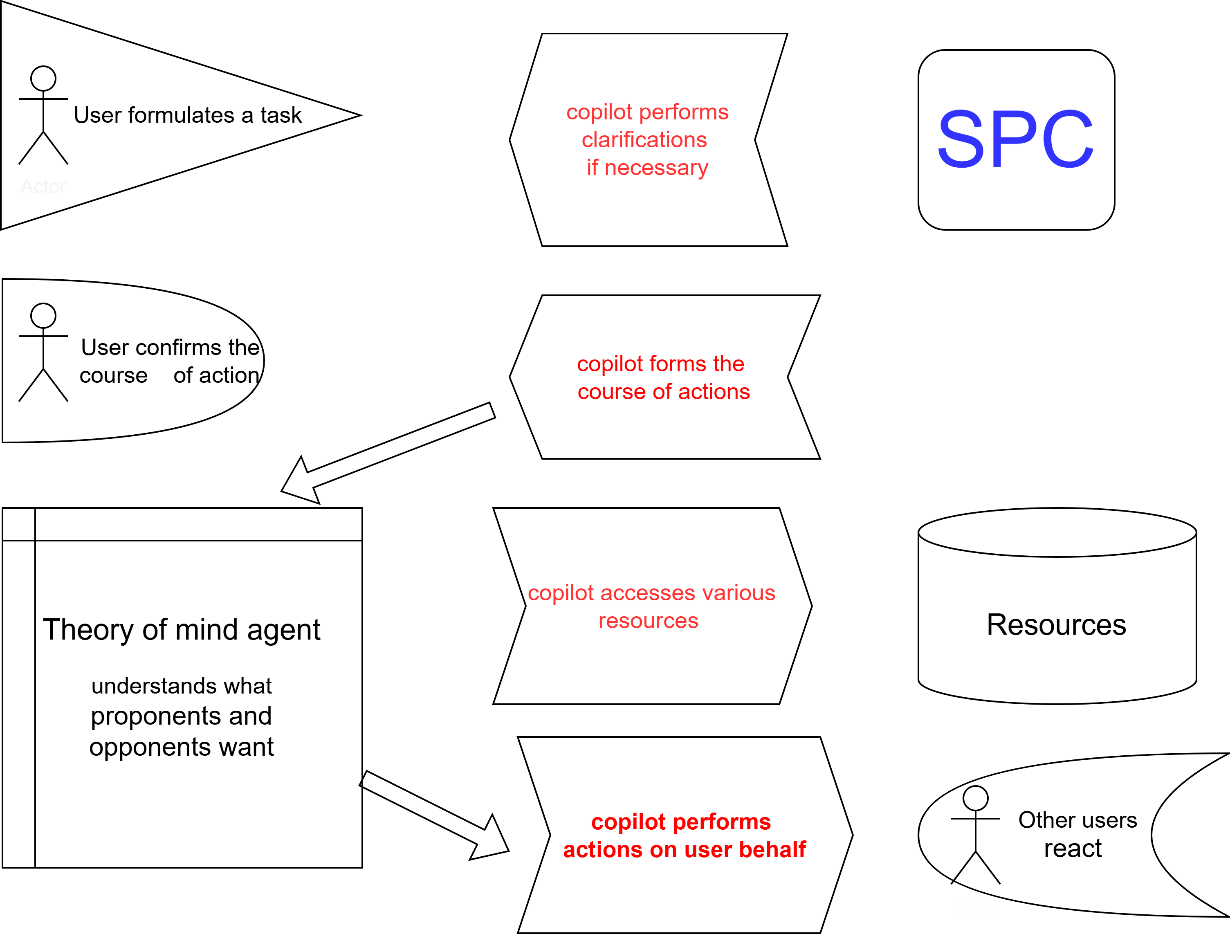 User formulates a task
Actor
copilot performs
clarifications
if necessary
SPC
User confirms the
course of action
copilot forms the
course of actions
Theory of mind agent
understands what
proponents and
opponents want
copilot accesses various
resources
Resources
copilot performs
actions on user behalf
Other users
react